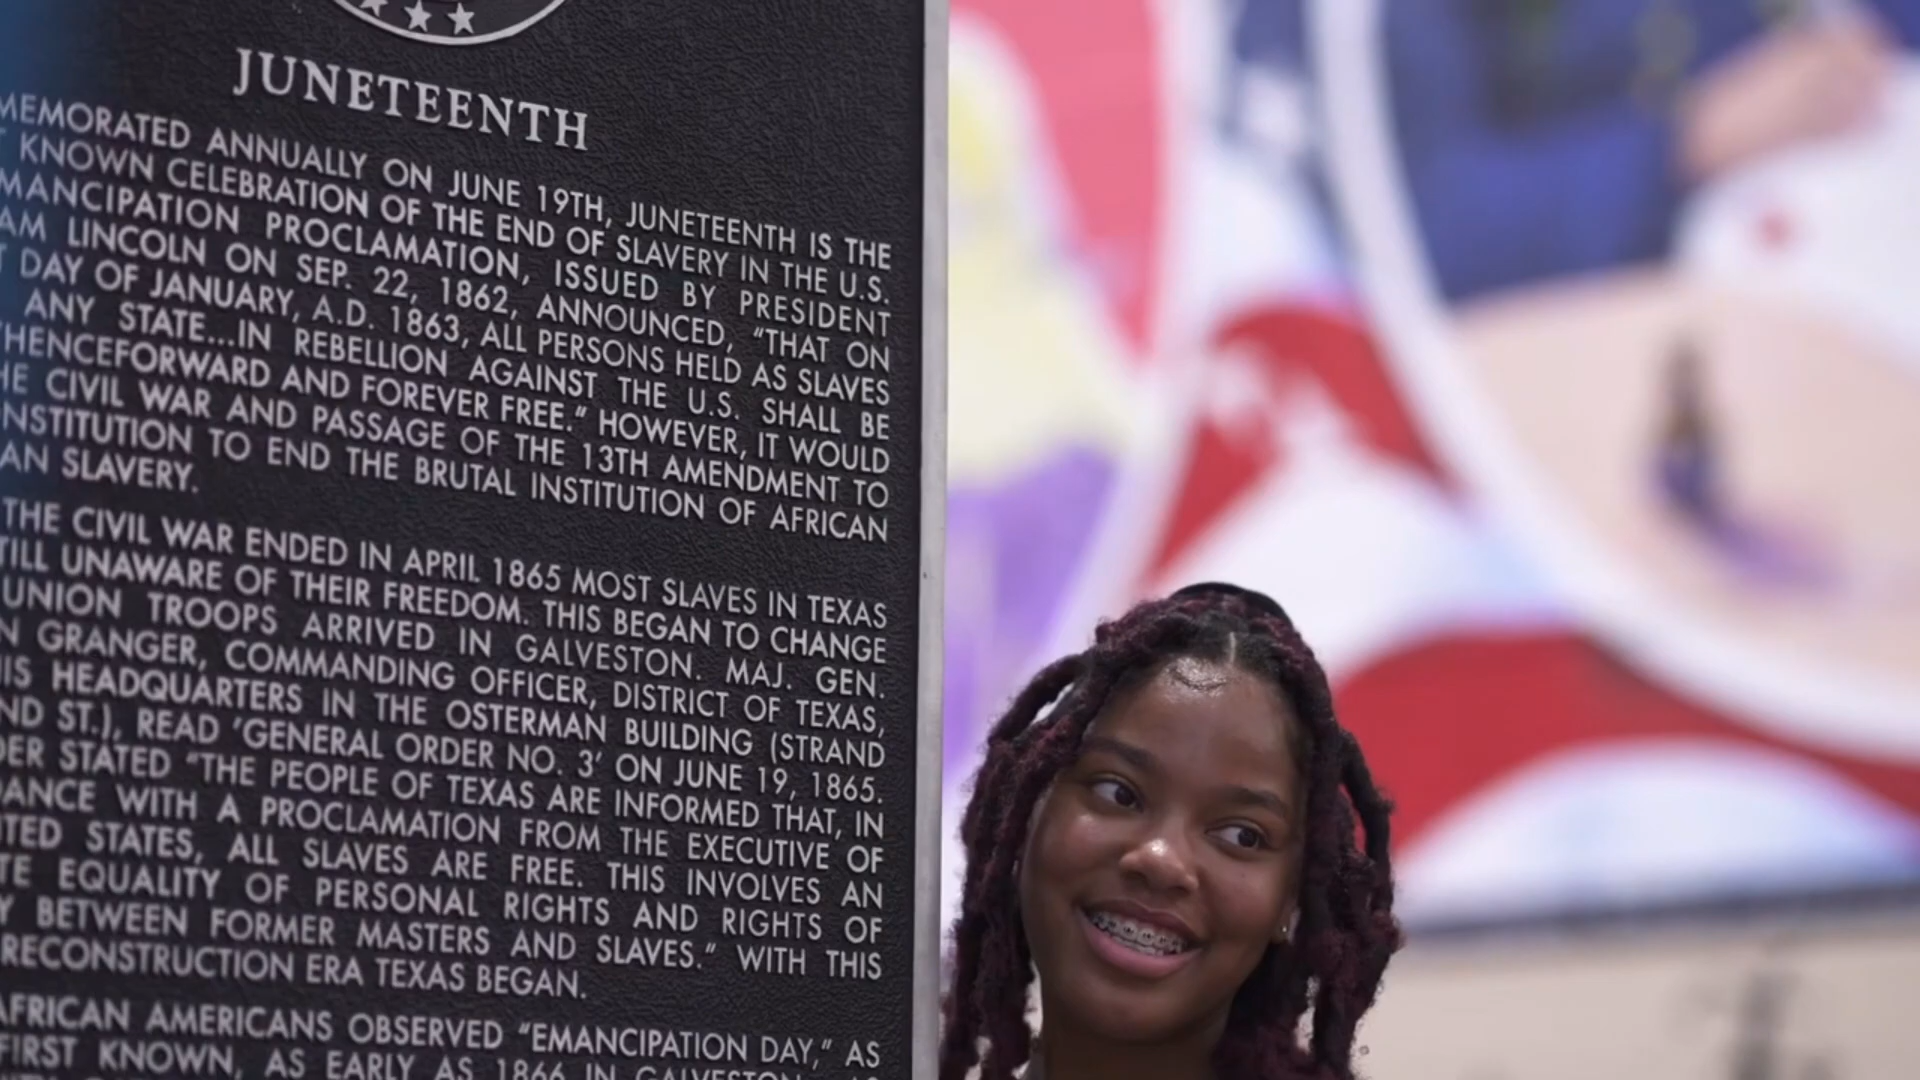 JUNETEENTH
MEMORATED ANNUALLY ON JUNE 19TH, JUNETEENTH IS THE
KNOWN CELEBRATION OF THE END OF SLAVERY IN THE U.S.
MANCIPATION PROCLAMATION, ISSUED BY PRESIDENT
AM LINCOLN ON SEP. 22, 1862, ANNOUNCED, "THAT ON
T DAY OF JANUARY, A.D. 1863, ALL PERSONS HELD AS SLAVES
ANY STATE...IN REBELLION AGAINST THE U.S. SHALL BE
THENCEFORWARD AND FOREVER FREE." HOWEVER, IT WOULD
HE CIVIL WAR AND PASSAGE OF THE 13TH AMENDMENT TO
NSTITUTION TO END THE BRUTAL INSTITUTION OF AFRICAN
AN SLAVERY.
THE CIVIL WAR ENDED IN APRIL 1865 MOST SLAVES IN TEXAS
TILL UNAWARE OF THEIR FREEDOM. THIS BEGAN TO CHANGE
UNION TROOPS ARRIVED IN GALVESTON. MAJ. GEN.
N GRANGER, COMMANDING OFFICER, DISTRICT OF TEXAS,
IS HEADQUARTERS IN THE OSTERMAN BUILDING (STRAND
ND ST.), READ 'GENERAL ORDER NO. 3' ON JUNE 19, 1865.
DER STATED "THE PEOPLE OF TEXAS ARE INFORMED THAT, IN
DANCE WITH A PROCLAMATION FROM THE EXECUTIVE OF
ITED STATES, ALL SLAVES ARE FREE. THIS INVOLVES AN
TE EQUALITY OF PERSONAL RIGHTS AND RIGHTS OF
Y BETWEEN FORMER MASTERS AND SLAVES." WITH THIS
RECONSTRUCTION ERA TEXAS BEGAN.
AFRICAN AMERICANS OBSERVED "EMANCIPATION DAY," AS
FIRST KNOWN, AS EARLY AS 1866 IN GALVESTON